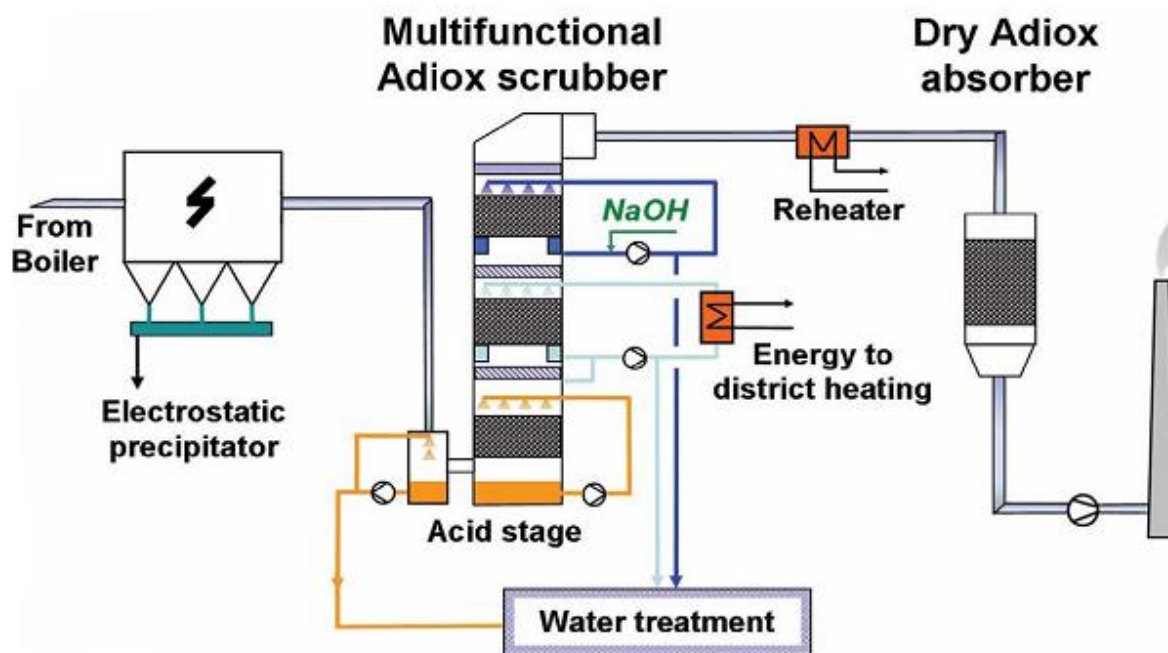 Multifunctional
Adiox scrubber
Dry Adiox
absorber
From
Boiler
NaOH
Reheater
Energy to
district heating
Electrostatic
precipitator
Acid stage
Water treatment